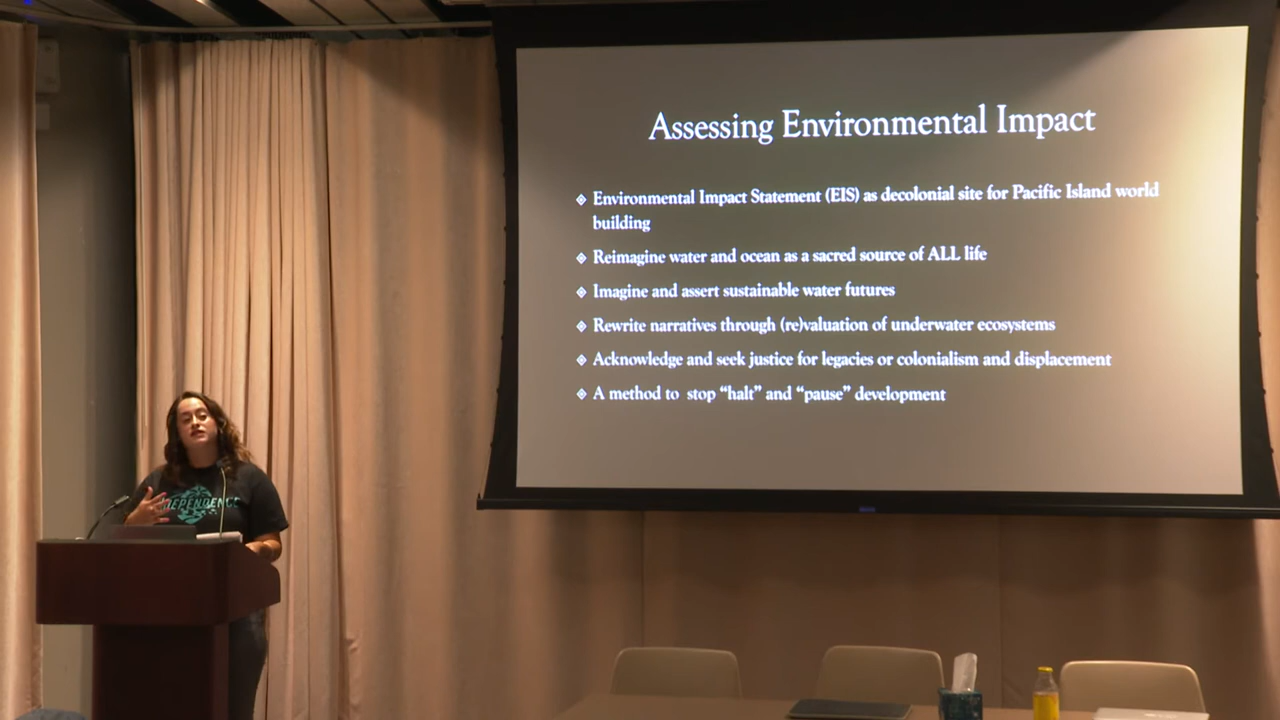 Assessing Environmental Impact
Environmental Impact Statement (EIS) as decolonial site for Pacific Island world
building
Reimagine water and ocean as a sacred source of ALL life
Imagine and assert sustainable water futures
Rewrite narratives through (re)valuation of underwater ecosystems
Acknowledge and seek justice for legacies or colonialism and displacement
A method to  stop “halt” and “pause” development